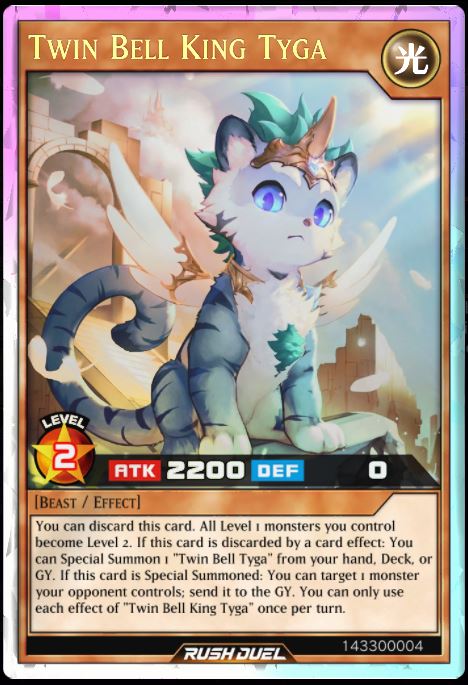 Twin Bell King Tyga
光
LEVEL
2
ATK 2200 DEF 0
[Beast / Effect]
You can discard this card. All Level 1 monsters you control
become Level 2. If this card is discarded by a card effect: You
can Special Summon 1 "Twin Bell Tyga" from your hand, Deck, or
GY. If this card is Special Summoned: You can target 1 monster
your opponent controls; send it to the GY. You can only use
each effect of "Twin Bell King Tyga" once per turn.
143300004
RUSH DUEL